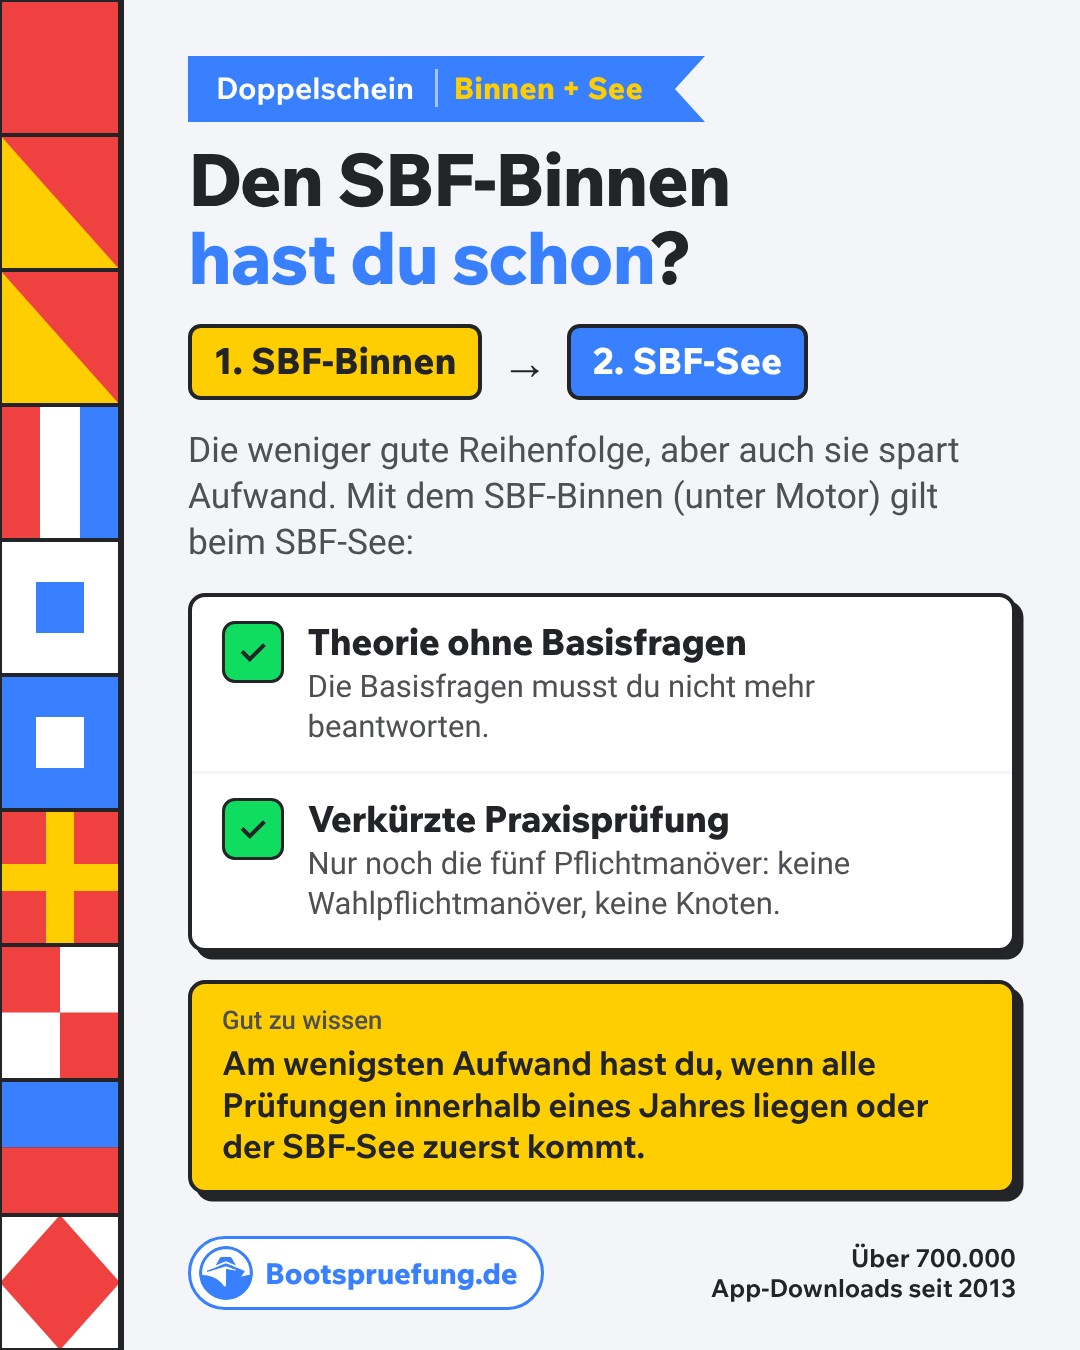 Doppelschein | Binnen + See
Den SBF-Binnen
hast du schon?
1. SBF-Binnen → 2. SBF-See
Die weniger gute Reihenfolge, aber auch sie spart
Aufwand. Mit dem SBF-Binnen (unter Motor) gilt
beim SBF-See:
Theorie ohne Basisfragen
Die Basisfragen musst du nicht mehr
beantworten.
Verkürzte Praxisprüfung
Nur noch die fünf Pflichtmanöver: keine
Wahlpflichtmanöver, keine Knoten.
Gut zu wissen
Am wenigsten Aufwand hast du, wenn alle
Prüfungen innerhalb eines Jahres liegen oder
der SBF-See zuerst kommt.
Bootspruefung.de
Über 700.000
App-Downloads seit 2013